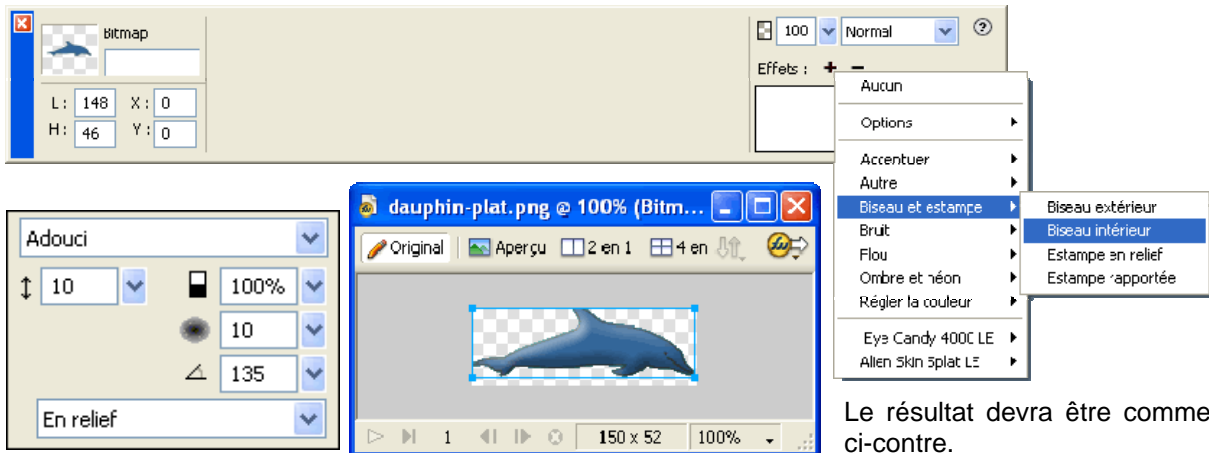 Bitmap
100 Normal
Effets : + −
L : 148 X : 0
H : 46 Y : 0
Aucun
Options
Accentuer
Autre
Biseau et estampe
Bruit
Flou
Ombre et néon
Régler la couleur
Eye Candy 4000 LE
Alien Skin Splat LE
Biseau extérieur
Biseau intérieur
Estampe en relief
Estampe rapportée
Adouci
10 100%
10
135
En relief
dauphin-plat.png @ 100% (Bitm...
Original Aperçu 2 en 1 4 en
1 150 x 52 100%
Le résultat devra être comme
ci-contre.